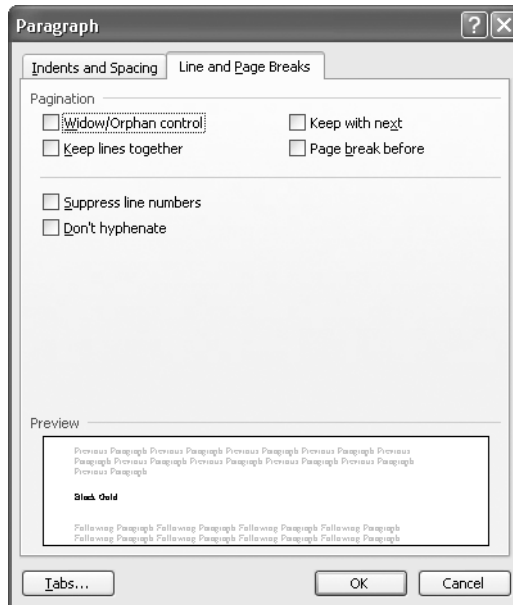 Paragraph
Indents and Spacing Line and Page Breaks
Pagination
Widow/Orphan control Keep with next
Keep lines together Page break before
Suppress line numbers
Don't hyphenate
Preview
Previous Paragraph Previous Paragraph Previous Paragraph Previous Paragraph Previous
Paragraph Previous Paragraph Previous Paragraph Previous Paragraph Previous Paragraph
Previous Paragraph
Black Gold
Following Paragraph Following Paragraph Following Paragraph Following Paragraph
Following Paragraph Following Paragraph Following Paragraph Following Paragraph
Tabs... OK Cancel